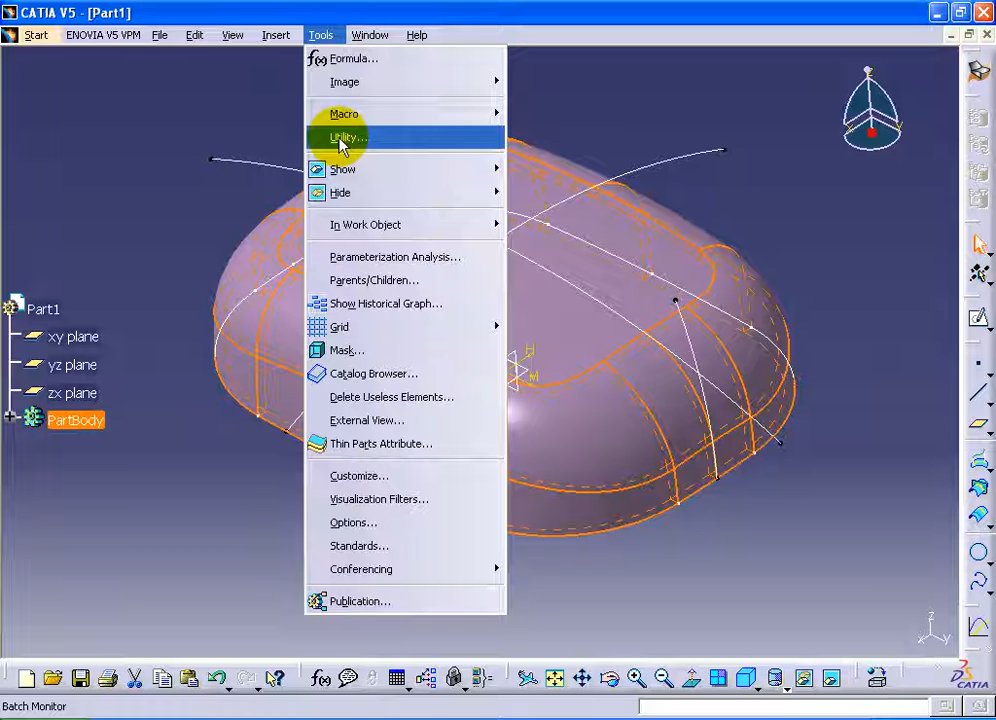 CATIA V5 - [Part1]
Start ENOVIA V5 VPM File Edit View Insert Tools Window Help
f(x) Formula...
Image
Macro
Utility...
Show
Hide
In Work Object
Parameterization Analysis...
Parents/Children...
Show Historical Graph...
Grid
Mask...
Catalog Browser...
Delete Useless Elements...
External View...
Thin Parts Attribute...
Customize...
Visualization Filters...
Options...
Standards...
Conferencing
Publication...
Part1
xy plane
yz plane
zx plane
PartBody
H
z
x
y
f(x)
CATIA
Batch Monitor